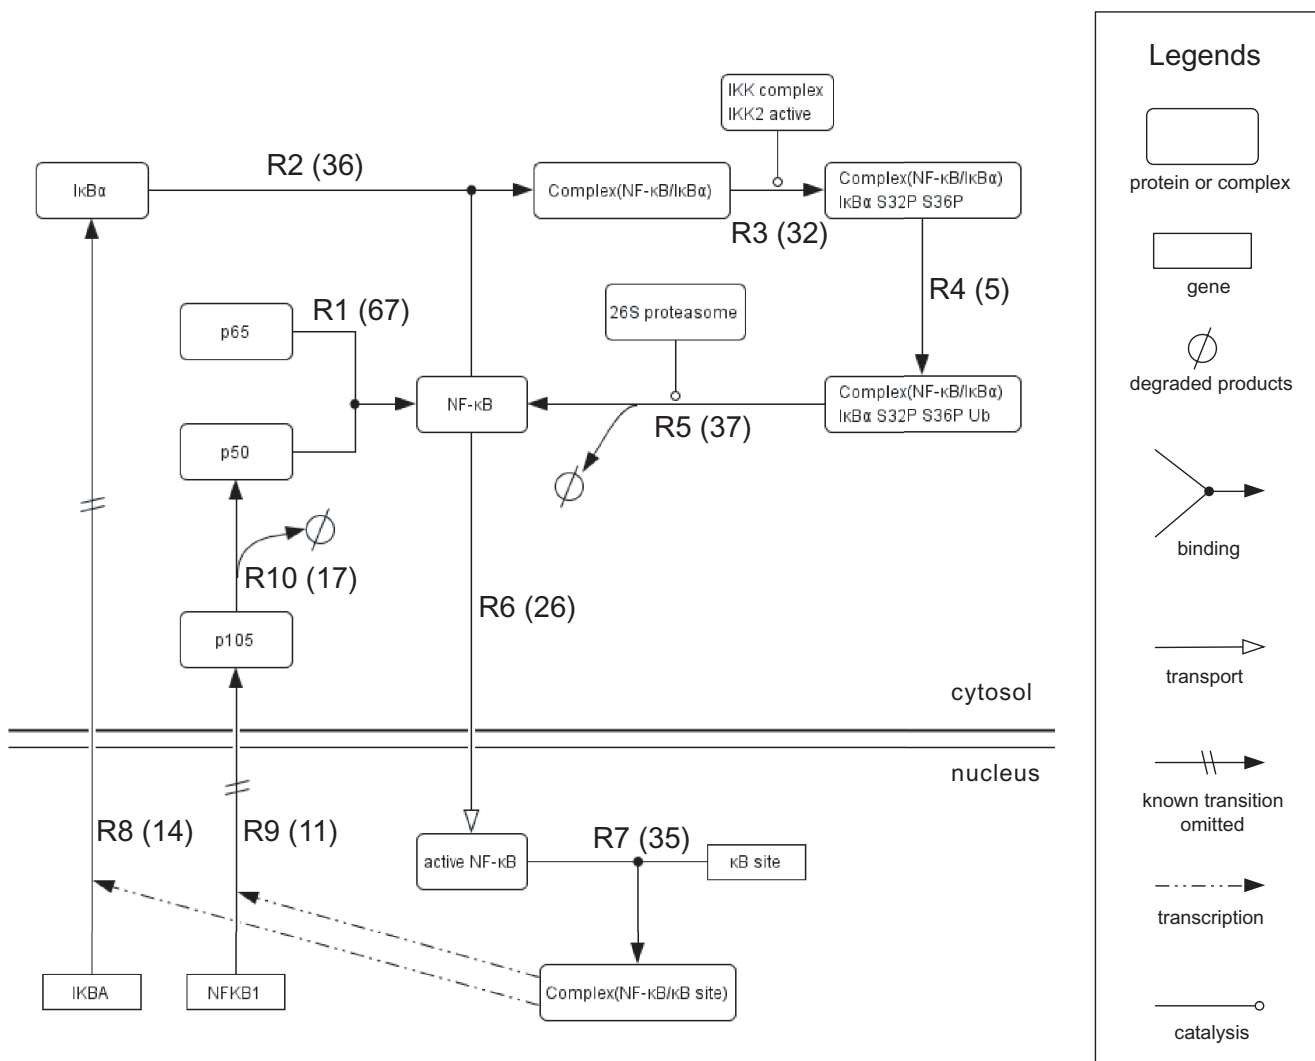 Legends
IKK complex
IKK2 active
R2 (36)
IκBα
Complex(NF-κB/IκBα)
Complex(NF-κB/IκBα)
IκBα S32P S36P
protein or complex
R3 (32)
R4 (5)
gene
R1 (67)
26S proteasome
p65
degraded products
NF-κB
Complex(NF-κB/IκBα)
IκBα S32P S36P Ub
R5 (37)
p50
binding
R10 (17)
R6 (26)
p105
transport
cytosol
nucleus
known transition
omitted
R8 (14)
R9 (11)
R7 (35)
active NF-κB
κB site
transcription
IKBA
NFKB1
Complex(NF-κB/κB site)
catalysis